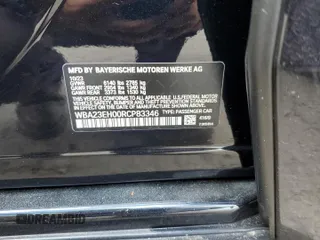 MFD BY BAYERISCHE MOTOREN WERKE AG
10/23
GVWR 6140 lbs 2785 kg
GAWR FRONT 2954 lbs 1340 kg
GAWR REAR 3373 lbs 1530 kg
THIS VEHICLE CONFORMS TO ALL APPLICABLE U.S. FEDERAL MOTOR
VEHICLE SAFETY, BUMPER, AND THEFT PREVENTION STANDARDS IN
EFFECT ON THE DATE OF MANUFACTURE SHOWN ABOVE.
WBA23EH00RCP83346 TYPE: PASSENGER CAR
© DREAMBID